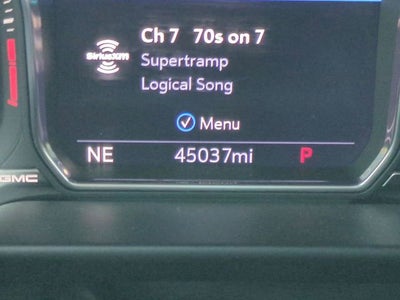 Ch 7 70s on 7
SiriusXM
Supertramp
Logical Song
Menu
NE 45037mi P
GMC